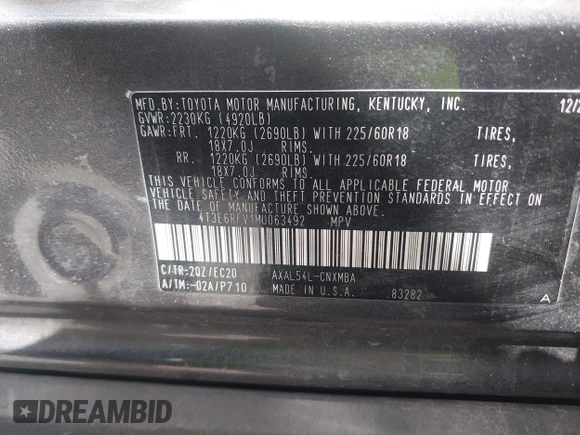 MFD.BY:TOYOTA MOTOR MANUFACTURING, KENTUCKY, INC. 12/2
GVWR:2230KG (4920LB)
GAWR:FRT. 1220KG (2690LB) WITH 225/60R18 TIRES,
18X7.0J RIMS.
RR. 1220KG (2690LB) WITH 225/60R18 TIRES,
18X7.0J RIMS.
THIS VEHICLE CONFORMS TO ALL APPLICABLE FEDERAL MOTOR
VEHICLE SAFETY AND THEFT PREVENTION STANDARDS IN EFFECT
ON THE DATE OF MANUFACTURE SHOWN ABOVE.
4T3E6RFV1MU063492 MPV
C/TR:2QZ/EC20 AXAL54L-CNXMBA
A/TM:-02A/P710 MADE IN U.S.A. 83282 A
DREAMBID